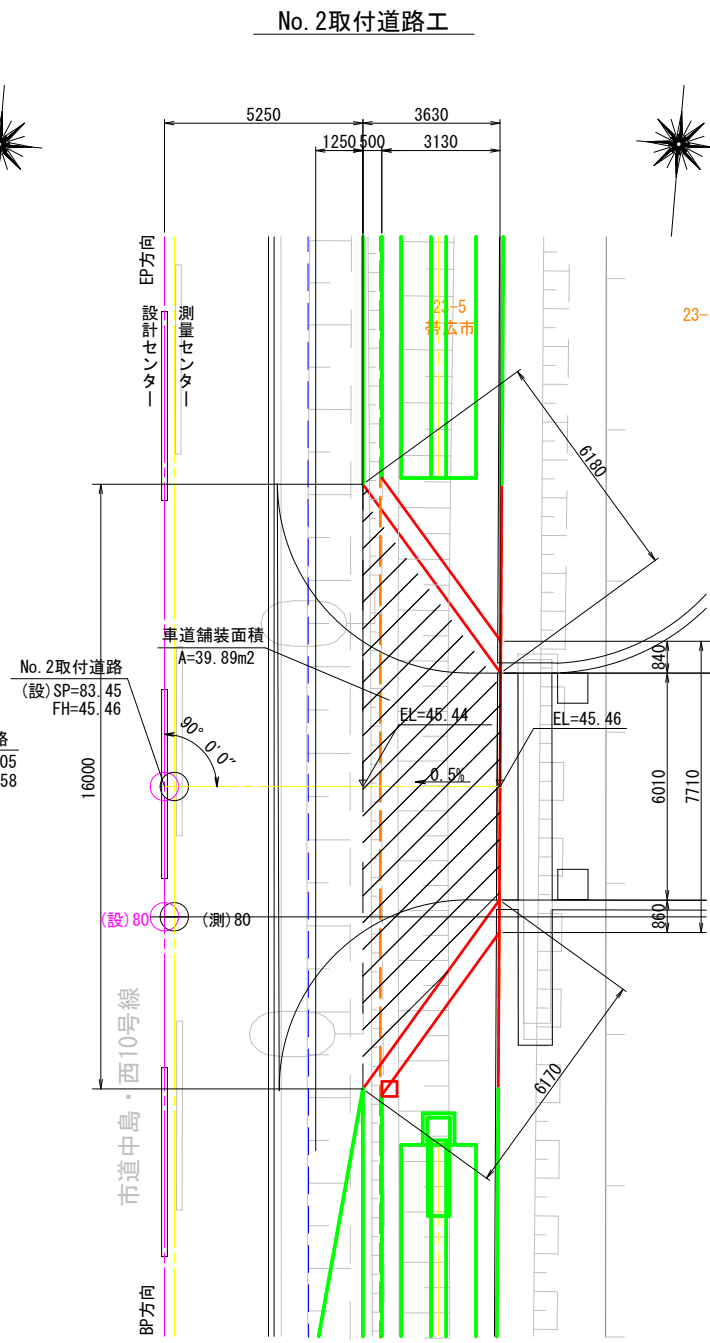 No.2取付道路工
5250
3630
1250
500
3130
EP方向
設計センター
測量センター
23-5
帯広市
23-
6180
車道舗装面積
A=39.89m2
No.2取付道路
(設)SP=83.45
FH=45.46
路
05
58
90° 0'0"
EL=45.44
EL=45.46
0.5%
16000
840
6010
7710
860
(設)80
(測)80
6170
市道中島・西10号線
BP方向